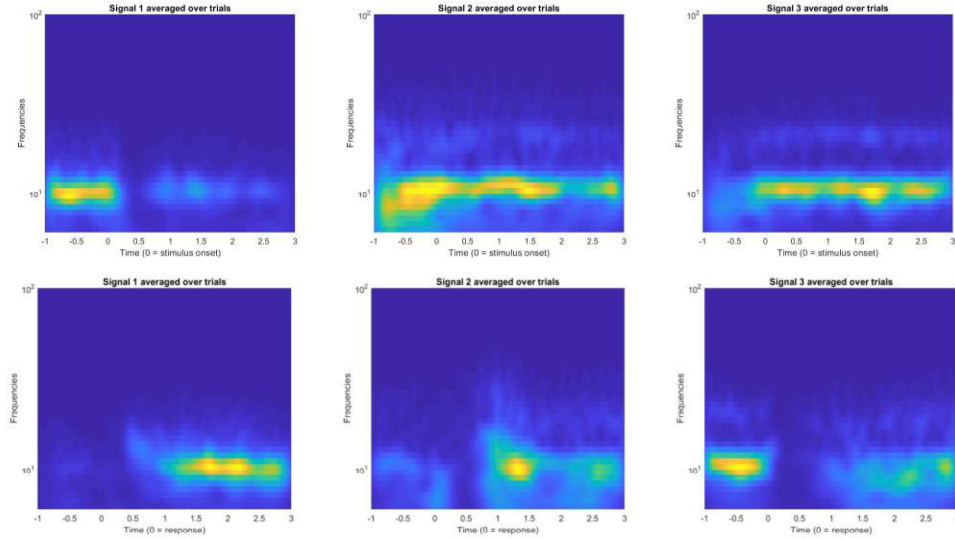 Signal 1 averaged over trials
Signal 2 averaged over trials
Signal 3 averaged over trials
10²
10²
10²
Frequencies
Frequencies
Frequencies
10¹
10¹
10¹
-1 -0.5 0 0.5 1 1.5 2 2.5 3
-1 -0.5 0 0.5 1 1.5 2 2.5 3
-1 -0.5 0 0.5 1 1.5 2 2.5 3
Time (0 = stimulus onset)
Time (0 = stimulus onset)
Time (0 = stimulus onset)
Signal 1 averaged over trials
Signal 2 averaged over trials
Signal 3 averaged over trials
10²
10²
10²
Frequencies
Frequencies
Frequencies
10¹
10¹
10¹
-1 -0.5 0 0.5 1 1.5 2 2.5 3
-1 -0.5 0 0.5 1 1.5 2 2.5 3
-1 -0.5 0 0.5 1 1.5 2 2.5 3
Time (0 = response)
Time (0 = response)
Time (0 = response)